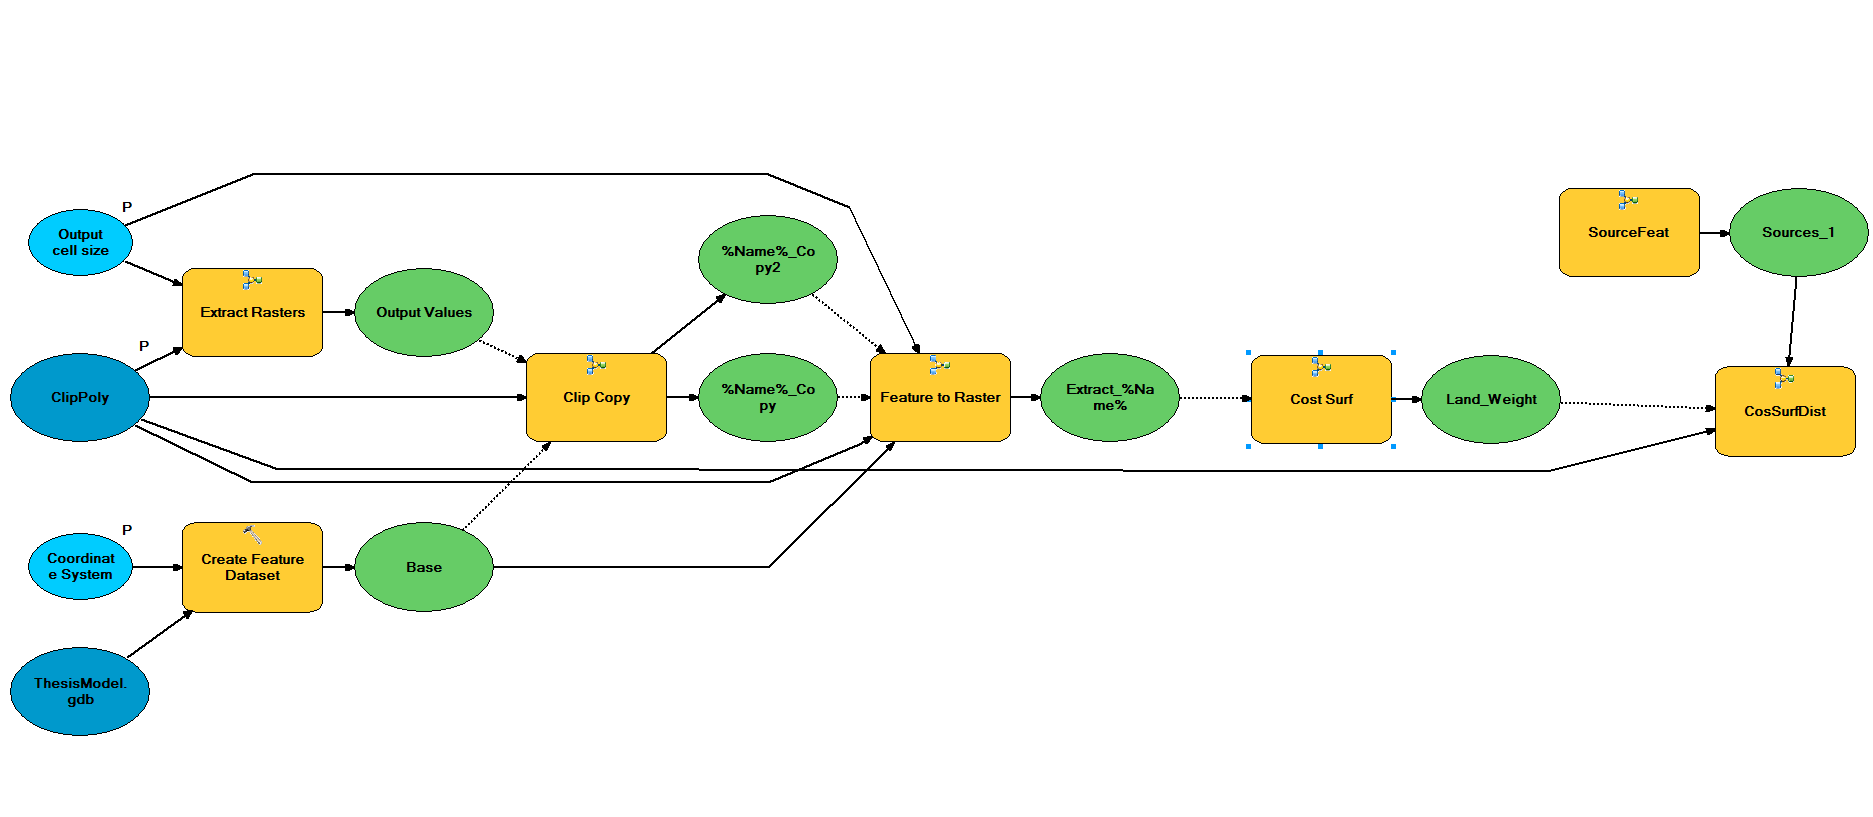 P
Output
cell size
Extract Rasters
Output Values
P
ClipPoly
%Name%_Co
py2
Clip Copy
%Name%_Co
py
Feature to Raster
Extract_%Na
me%
Cost Surf
Land_Weight
SourceFeat
Sources_1
CosSurfDist
P
Coordinat
e System
Create Feature
Dataset
Base
ThesisModel.
gdb